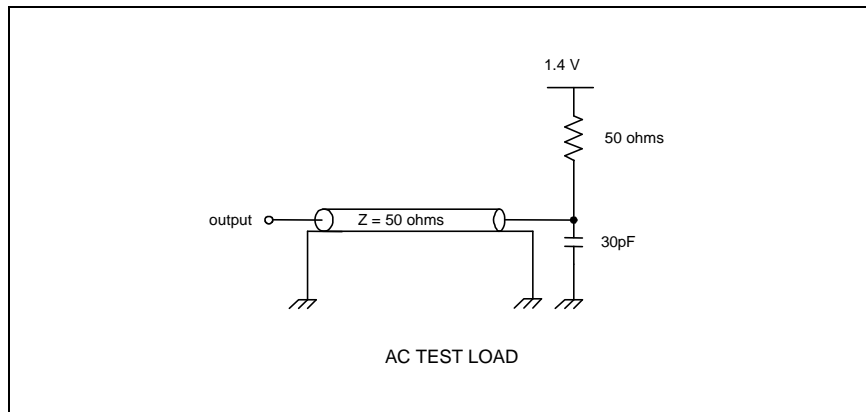 1.4 V
50 ohms
output
Z = 50 ohms
30pF
AC TEST LOAD